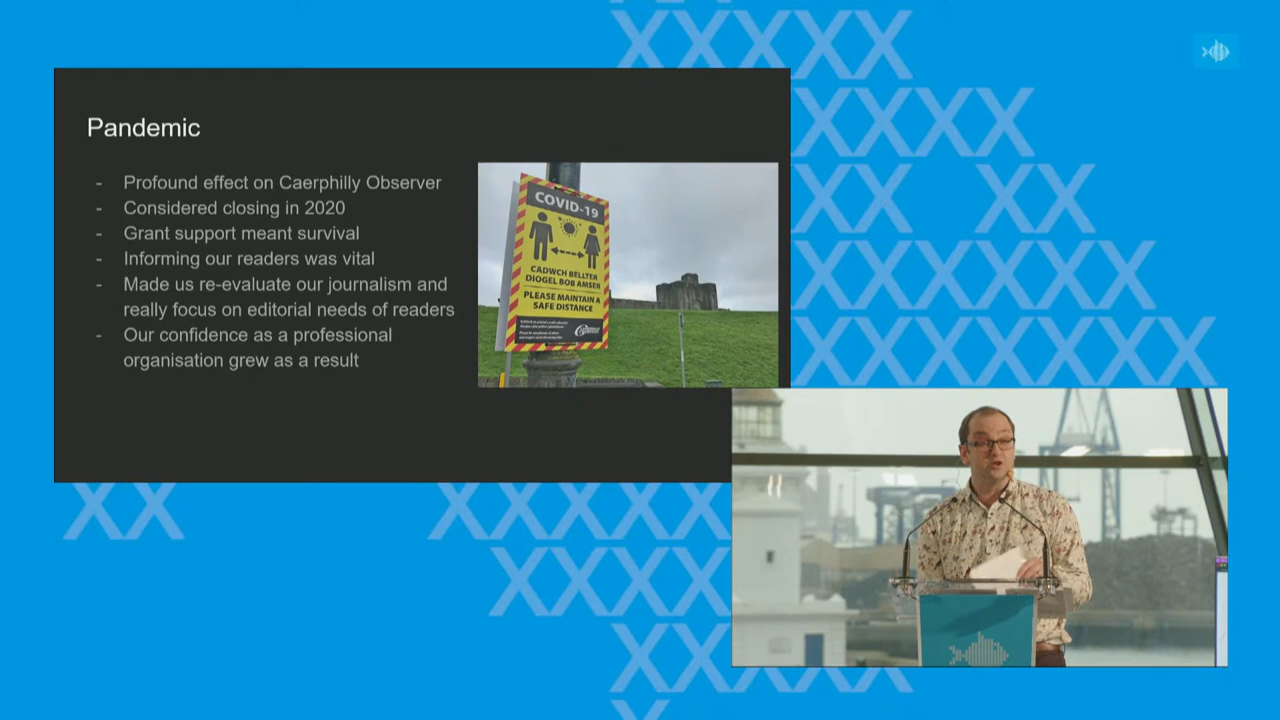 Pandemic
- Profound effect on Caerphilly Observer
- Considered closing in 2020
- Grant support meant survival
- Informing our readers was vital
- Made us re-evaluate our journalism and
really focus on editorial needs of readers
- Our confidence as a professional
organisation grew as a result
COVID-19
CADWCH BELLTER
DIOGEL BOB AMSER
PLEASE MAINTAIN A
SAFE DISTANCE